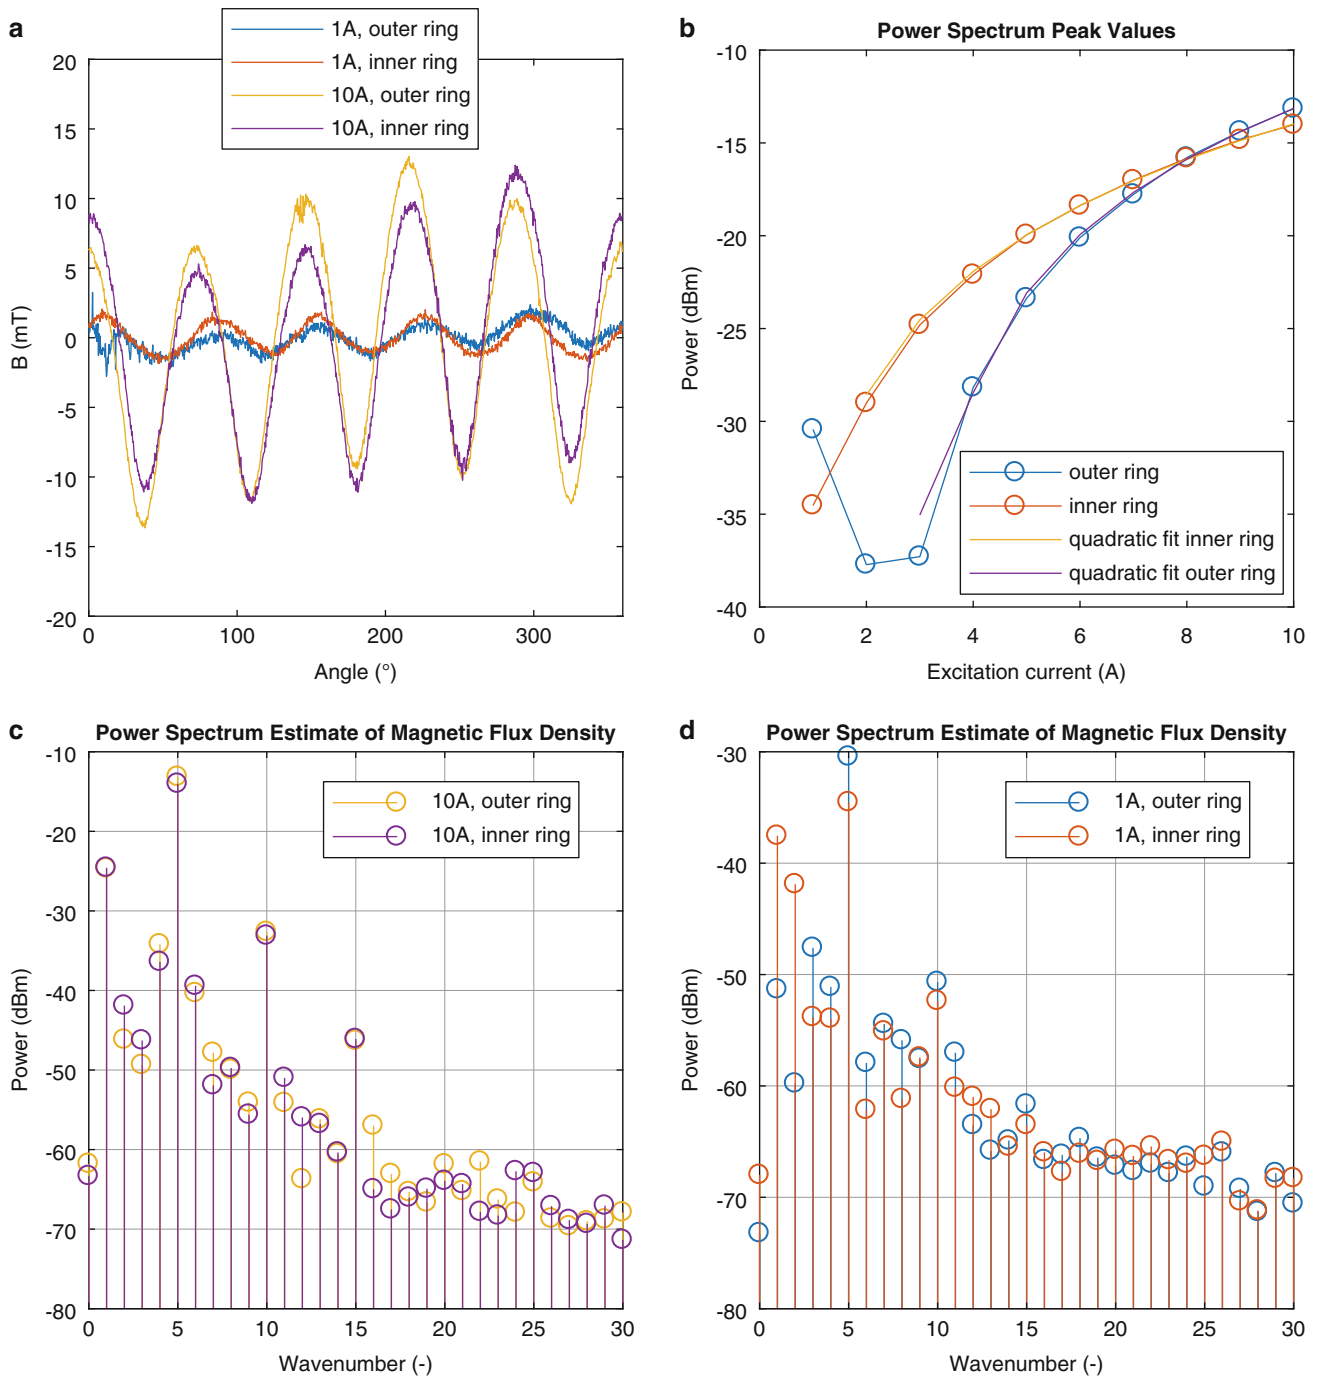 a
1A, outer ring
1A, inner ring
10A, outer ring
10A, inner ring
20
15
10
5
0
-5
-10
-15
-20
B (mT)
0 100 200 300
Angle (°)
b
Power Spectrum Peak Values
-10
-15
-20
-25
-30
-35
-40
Power (dBm)
outer ring
inner ring
quadratic fit inner ring
quadratic fit outer ring
0 2 4 6 8 10
Excitation current (A)
c
Power Spectrum Estimate of Magnetic Flux Density
-10
-20
-30
-40
-50
-60
-70
-80
Power (dBm)
10A, outer ring
10A, inner ring
0 5 10 15 20 25 30
Wavenumber (-)
d
Power Spectrum Estimate of Magnetic Flux Density
-30
-40
-50
-60
-70
-80
Power (dBm)
1A, outer ring
1A, inner ring
0 5 10 15 20 25 30
Wavenumber (-)